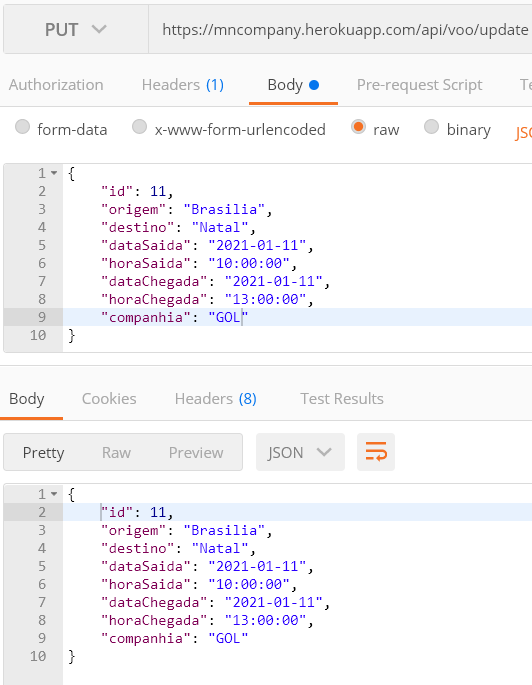 PUT https://mncompany.herokuapp.com/api/voo/update
Authorization Headers (1) Body Pre-request Script Te
form-data x-www-form-urlencoded raw binary JSO
1 {
2 "id": 11,
3 "origem": "Brasilia",
4 "destino": "Natal",
5 "dataSaida": "2021-01-11",
6 "horaSaida": "10:00:00",
7 "dataChegada": "2021-01-11",
8 "horaChegada": "13:00:00",
9 "companhia": "GOL"
10 }
Body Cookies Headers (8) Test Results
Pretty Raw Preview JSON
1 {
2 "id": 11,
3 "origem": "Brasilia",
4 "destino": "Natal",
5 "dataSaida": "2021-01-11",
6 "horaSaida": "10:00:00",
7 "dataChegada": "2021-01-11",
8 "horaChegada": "13:00:00",
9 "companhia": "GOL"
10 }